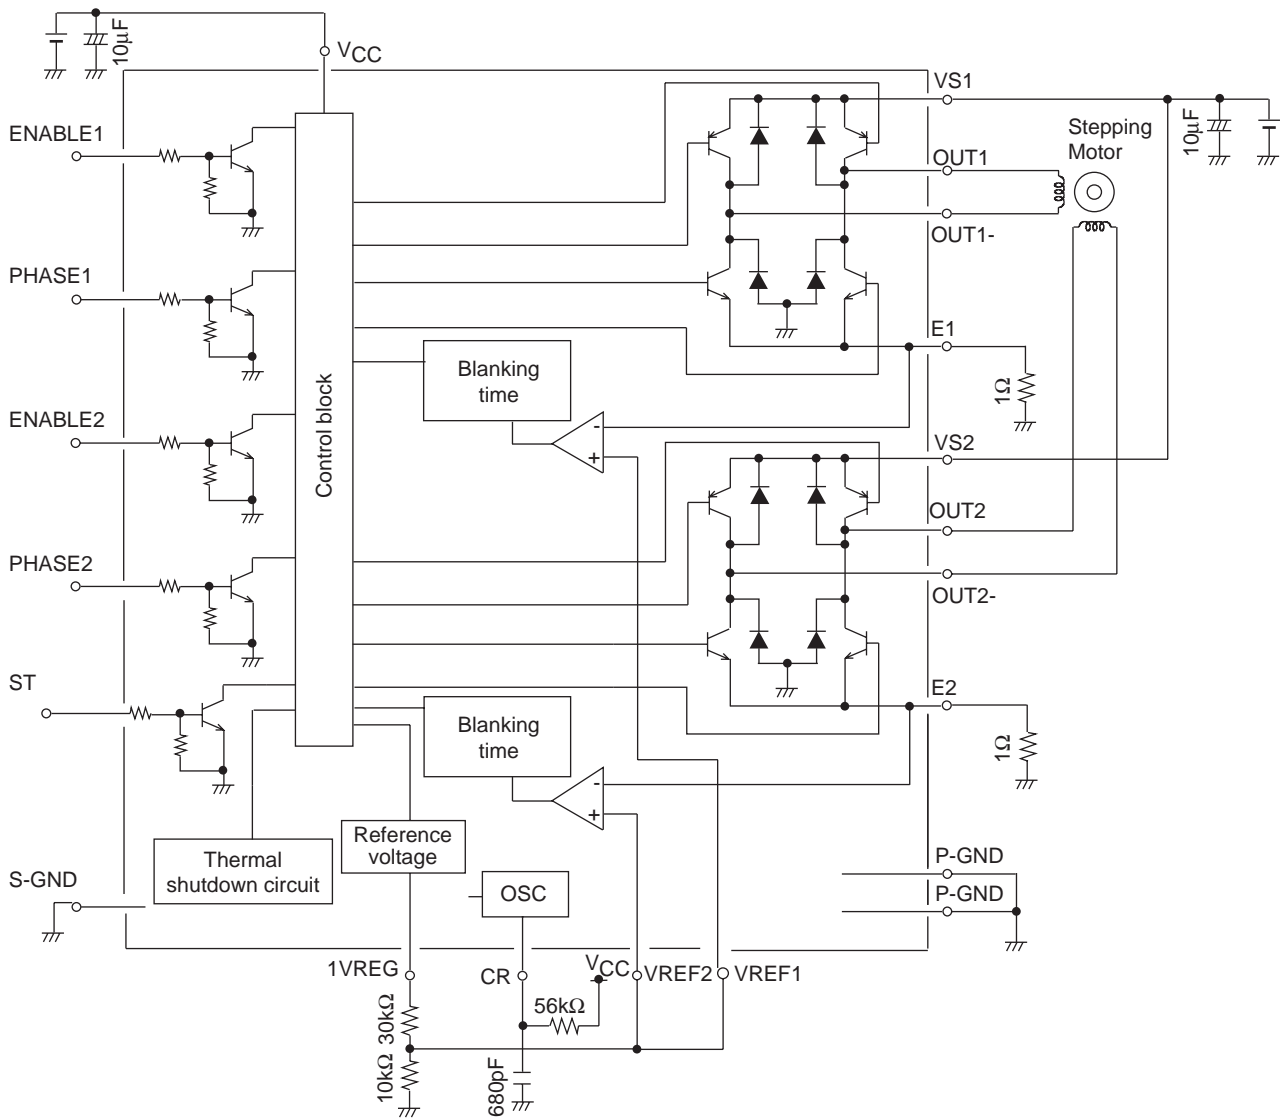 10µF
VCC
VS1
ENABLE1
Stepping
Motor
10µF
OUT1
OUT1-
PHASE1
E1
Blanking
time
1Ω
ENABLE2
-
+
VS2
Control block
OUT2
PHASE2
OUT2-
ST
E2
Blanking
time
1Ω
-
+
Reference
voltage
Thermal
shutdown circuit
P-GND
S-GND
OSC
P-GND
1VREG
CR
VCC
VREF2
VREF1
30kΩ
56kΩ
10kΩ
680pF